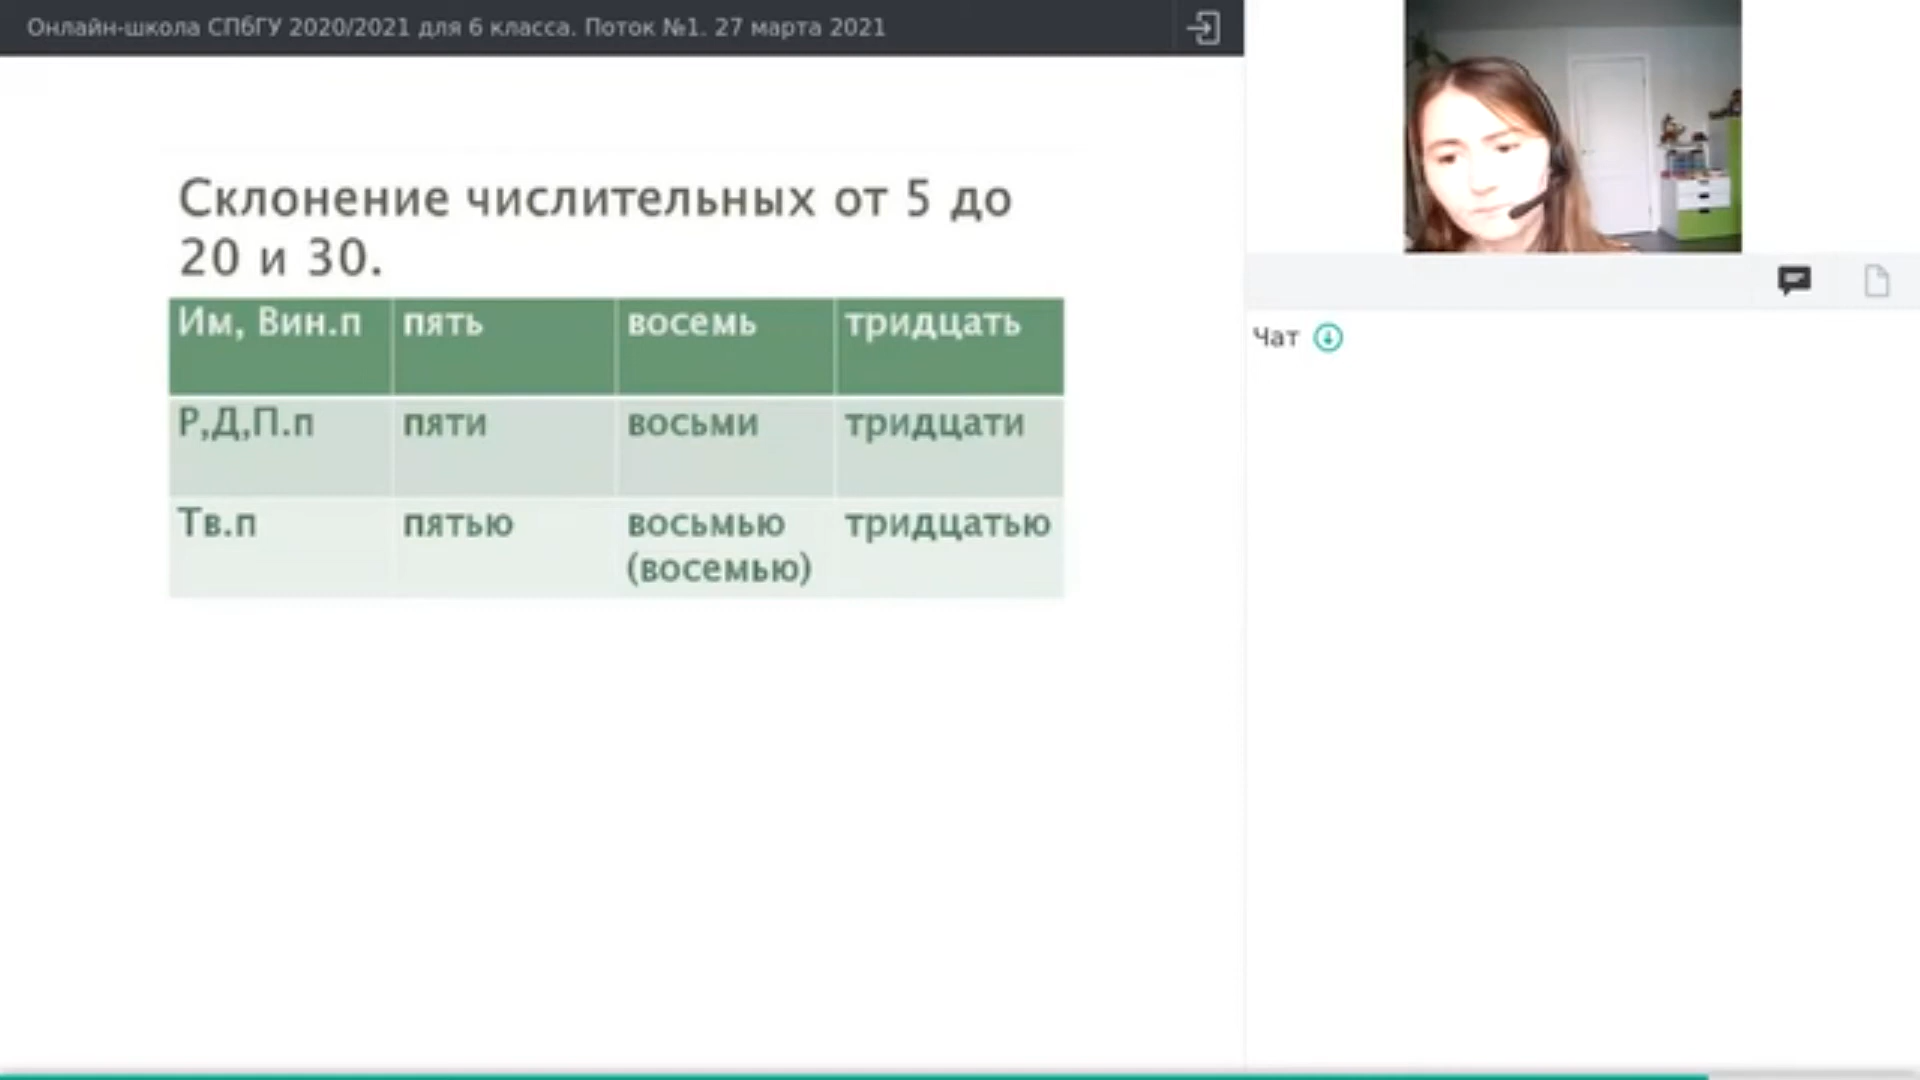 Онлайн-школа СПбГУ 2020/2021 для 6 класса. Поток №1. 27 марта 2021
Склонение числительных от 5 до
20 и 30.
Им, Вин.п пять восемь тридцать
Р,Д,П.п пяти восьми тридцати
Тв.п пятью восьмью тридцатью
(восемью)
Чат